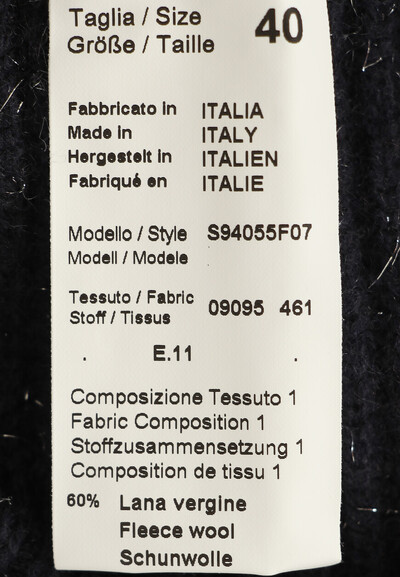 Taglia / Size 40
Größe / Taille
Fabbricato in ITALIA
Made in ITALY
Hergestelt in ITALIEN
Fabriqué en ITALIE
Modello / Style S94055F07
Modell / Modele
Tessuto / Fabric 09095 461
Stoff / Tissus
. E.11 .
Composizione Tessuto 1
Fabric Composition 1
Stoffzusammensetzung 1
Composition de tissu 1
60% Lana vergine
Fleece wool
Schunwolle